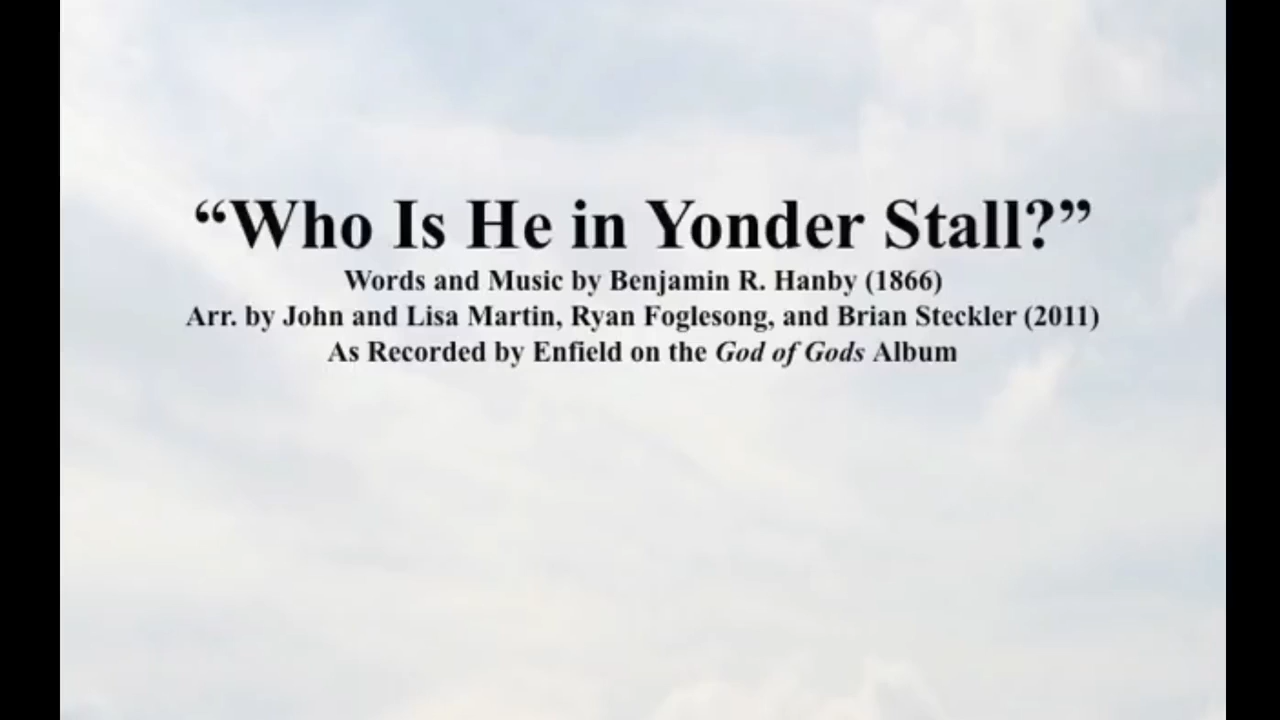 “Who Is He in Yonder Stall?”
Words and Music by Benjamin R. Hanby (1866)
Arr. by John and Lisa Martin, Ryan Foglesong, and Brian Steckler (2011)
As Recorded by Enfield on the God of Gods Album